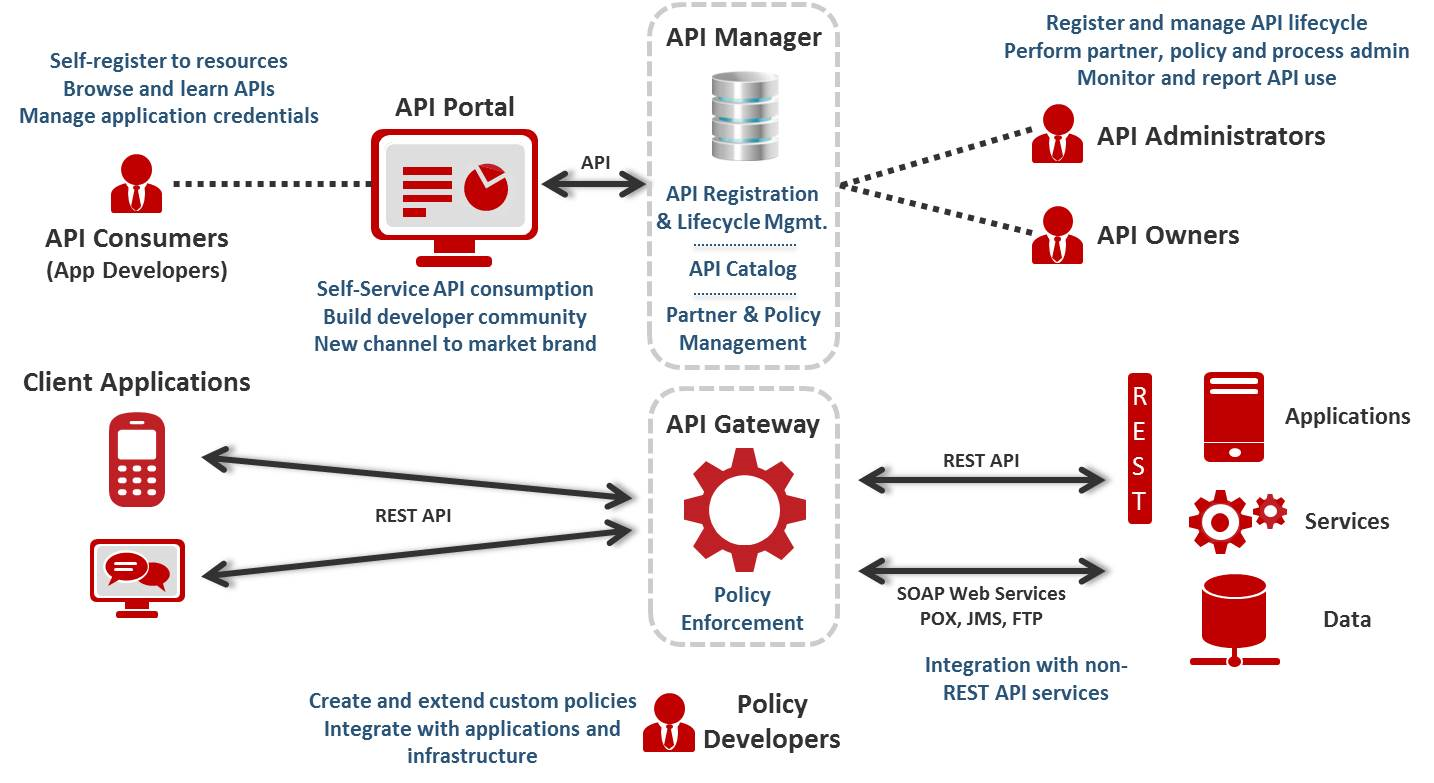 Self-register to resources
Browse and learn APIs
Manage application credentials
API Consumers
(App Developers)
API Portal
Self-Service API consumption
Build developer community
New channel to market brand
API
API Manager
API Registration
& Lifecycle Mgmt.
API Catalog
Partner & Policy
Management
Register and manage API lifecycle
Perform partner, policy and process admin
Monitor and report API use
API Administrators
API Owners
Client Applications
REST API
API Gateway
Policy
Enforcement
REST API
SOAP Web Services
POX, JMS, FTP
Integration with non-
REST API services
R
E
S
T
Applications
Services
Data
Create and extend custom policies
Integrate with applications and
infrastructure
Policy
Developers